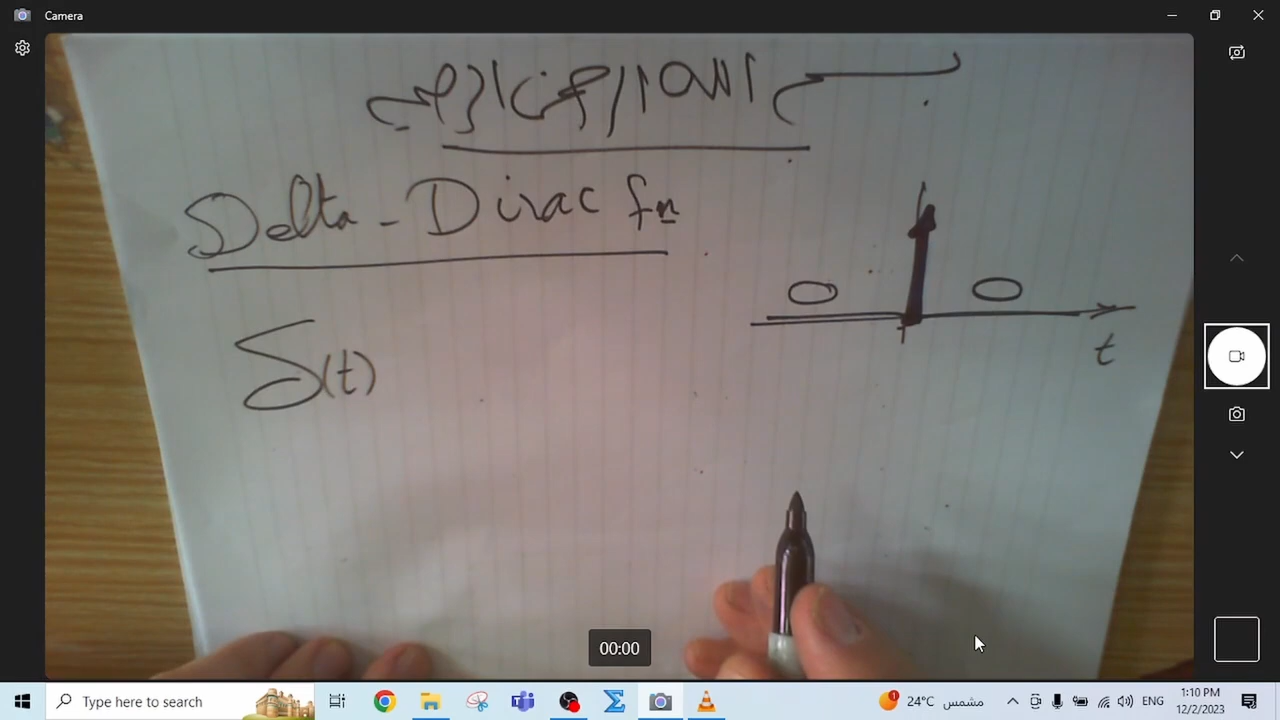 Camera
بسم الله الرحمن الرحيم
Delta - Dirac fn
0 0
t
δ(t)
00:00
Type here to search
1
24°C مشمس
ENG
1:10 PM
12/2/2023